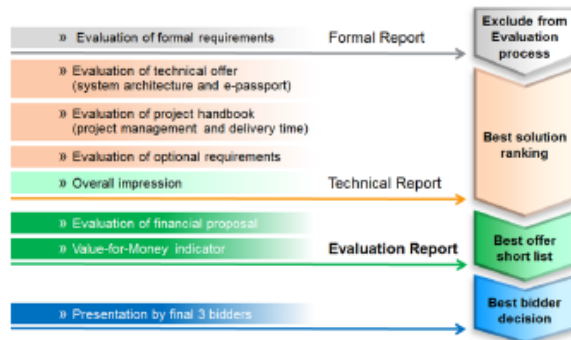 » Evaluation of formal requirements
Formal Report
Exclude from
Evaluation
process
» Evaluation of technical offer
(system architecture and e-passport)
» Evaluation of project handbook
(project management and delivery time)
» Evaluation of optional requirements
» Overall impression
Technical Report
Best solution
ranking
» Evaluation of financial proposal
» Value-for-Money indicator
Evaluation Report
Best offer
short list
» Presentation by final 3 bidders
Best bidder
decision